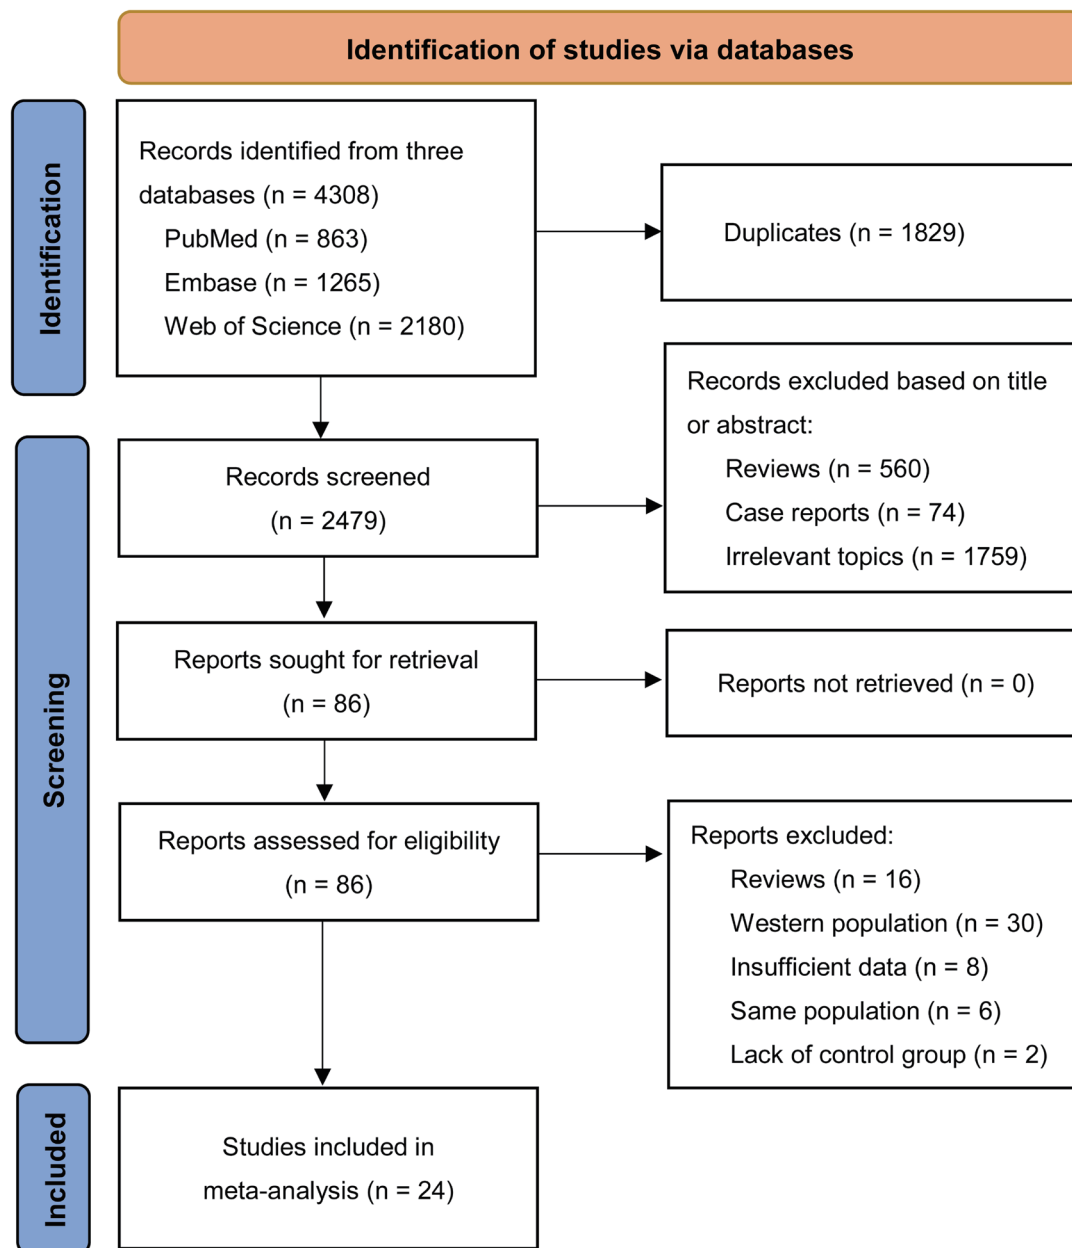 Identification of studies via databases
Identification
Records identified from three
databases (n = 4308)
PubMed (n = 863)
Embase (n = 1265)
Web of Science (n = 2180)
Duplicates (n = 1829)
Screening
Records screened
(n = 2479)
Records excluded based on title
or abstract:
Reviews (n = 560)
Case reports (n = 74)
Irrelevant topics (n = 1759)
Reports sought for retrieval
(n = 86)
Reports not retrieved (n = 0)
Reports assessed for eligibility
(n = 86)
Reports excluded:
Reviews (n = 16)
Western population (n = 30)
Insufficient data (n = 8)
Same population (n = 6)
Lack of control group (n = 2)
Included
Studies included in
meta-analysis (n = 24)